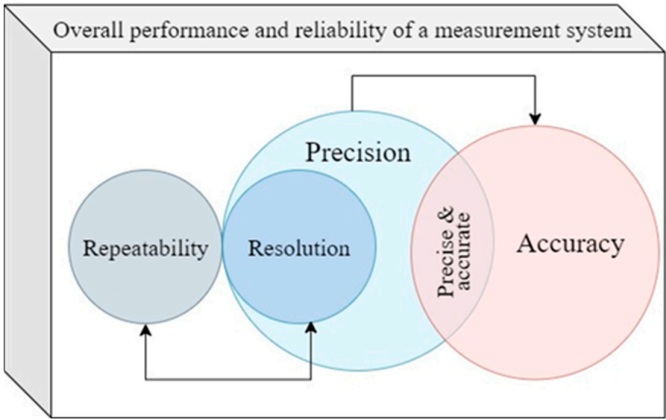 Overall performance and reliability of a measurement system
Precision
Repeatability
Resolution
Precise &
accurate
Accuracy